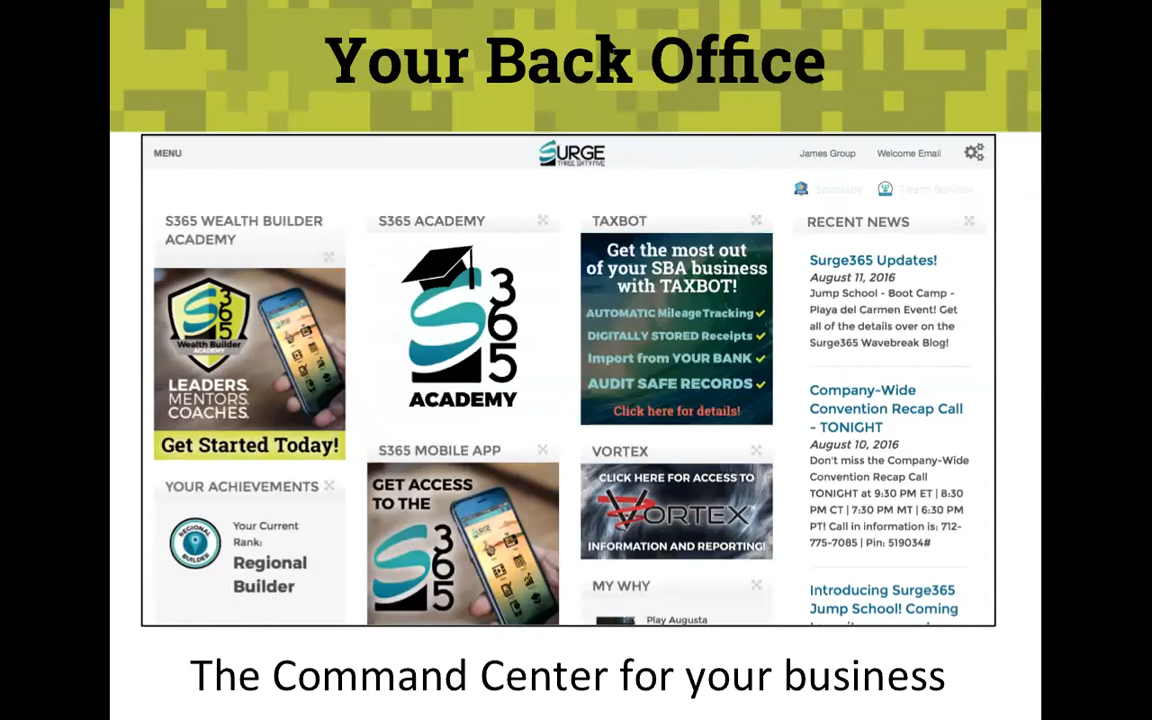 Your Back Office
MENU
SURGE
THREE SIXTY FIVE
James Group
Welcome Email
Sponsor
Team Builder
S365 WEALTH BUILDER
ACADEMY
S365
Wealth Builder
ACADEMY
LEADERS.
MENTORS.
COACHES.
Get Started Today!
YOUR ACHIEVEMENTS
REGIONAL
BUILDER
Your Current
Rank:
Regional
Builder
S365 ACADEMY
S365
ACADEMY
S365 MOBILE APP
GET ACCESS
TO THE
S365
TAXBOT
Get the most out
of your SBA business
with TAXBOT!
AUTOMATIC Mileage Tracking
DIGITALLY STORED Receipts
Import from YOUR BANK
AUDIT SAFE RECORDS
Click here for details!
VORTEX
CLICK HERE FOR ACCESS TO
VORTEX
INFORMATION AND REPORTING!
MY WHY
Play Augusta
RECENT NEWS
Surge365 Updates!
August 11, 2016
Jump School - Boot Camp -
Playa del Carmen Event! Get
all of the details over on the
Surge365 Wavebreak Blog!
Company-Wide
Convention Recap Call
- TONIGHT
August 10, 2016
Don't miss the Company-Wide
Convention Recap Call
TONIGHT at 9:30 PM ET | 8:30
PM CT | 7:30 PM MT | 6:30 PM
PT! Call in information is: 712-
775-7085 | Pin: 519034#
Introducing Surge365
Jump School! Coming
The Command Center for your business